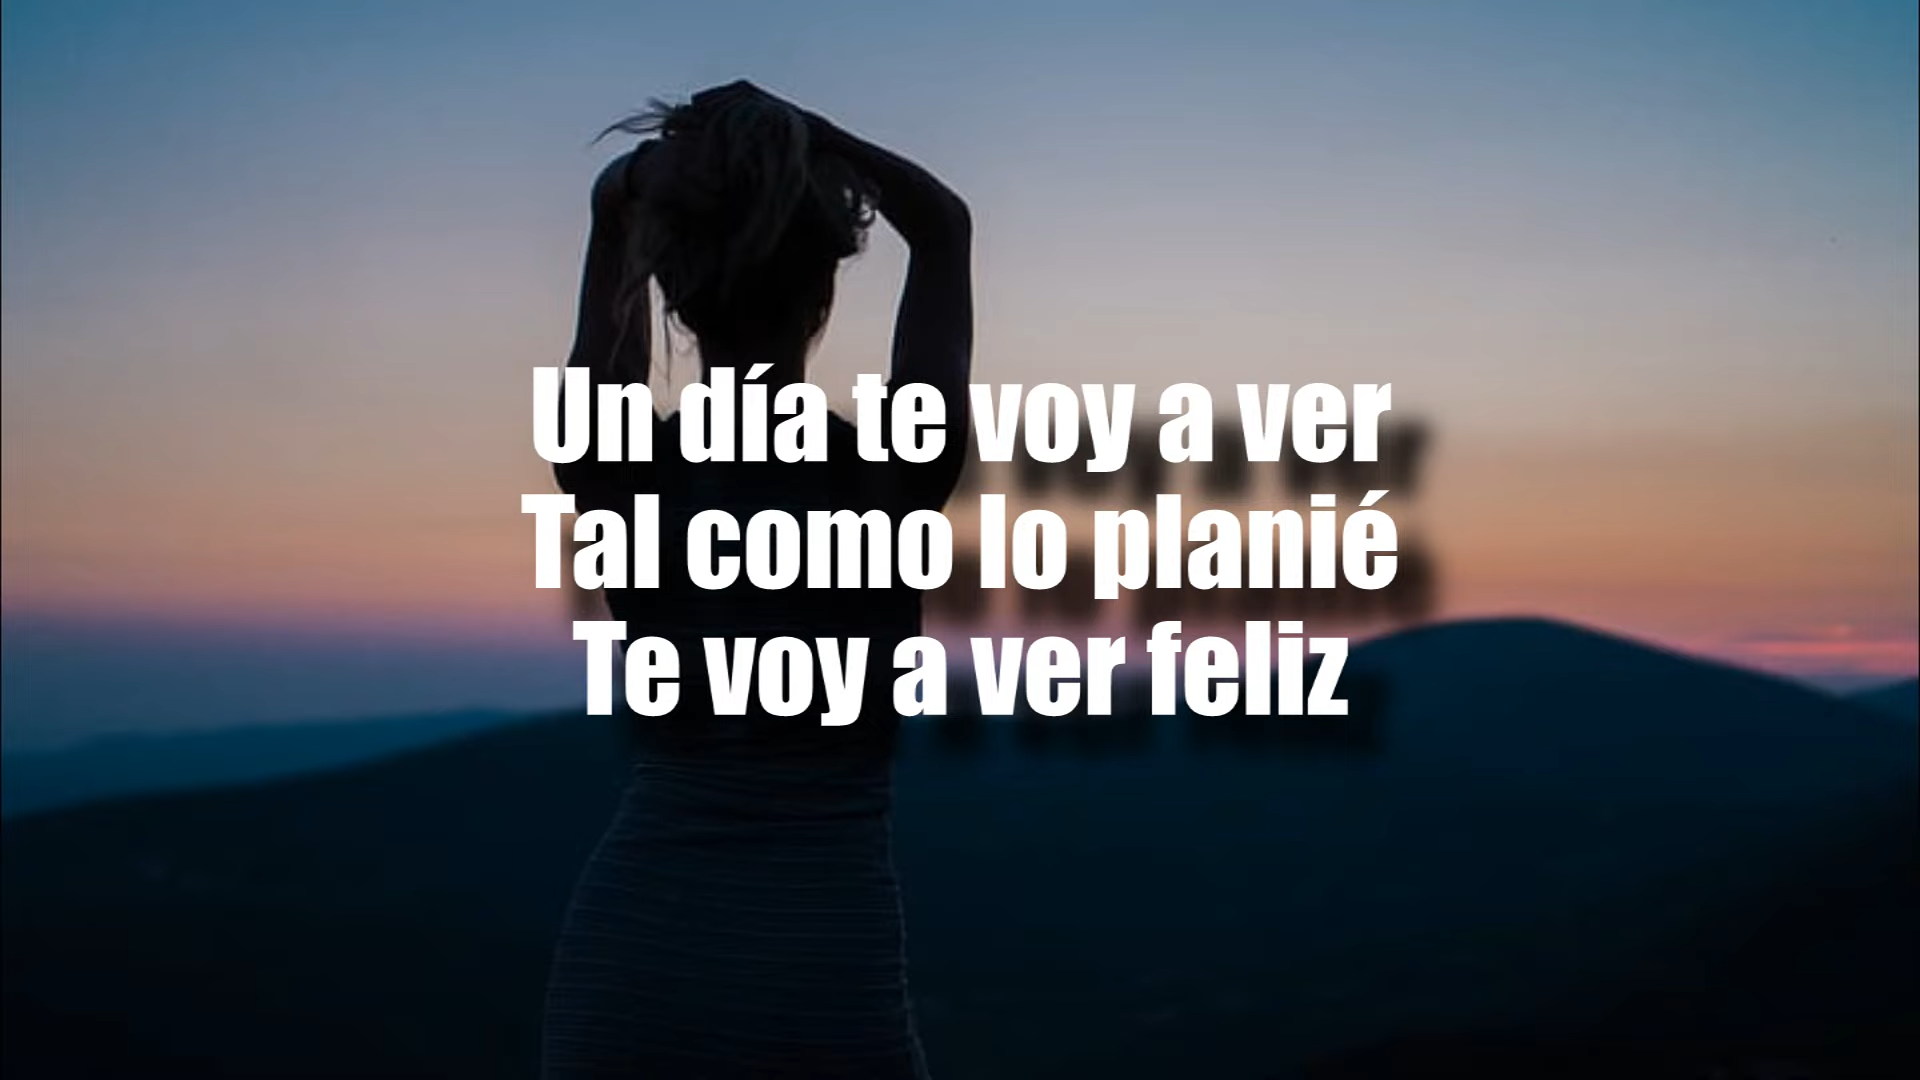 Un día te voy a ver
Tal como lo planié
Te voy a ver feliz